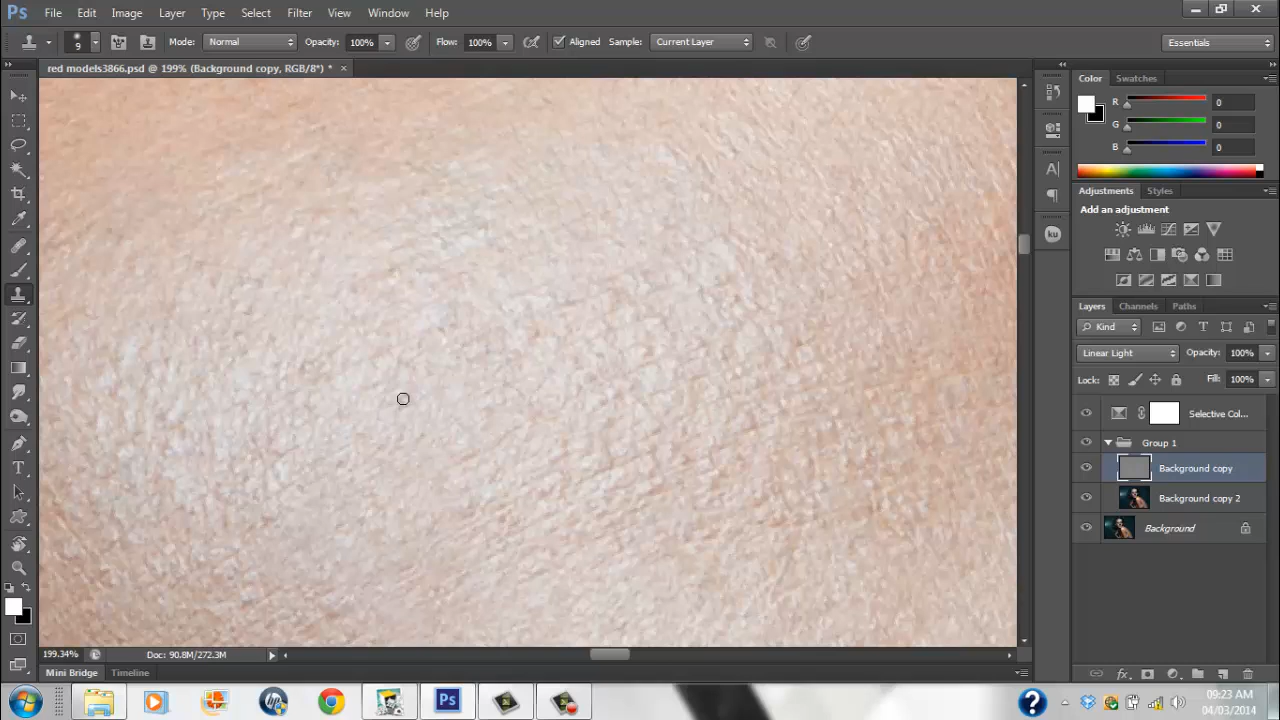 Ps File Edit Image Layer Type Select Filter View Window Help
9 Mode: Normal Opacity: 100% Flow: 100% Aligned Sample: Current Layer Essentials
red models3866.psd @ 199% (Background copy, RGB/8*) * ×
Color Swatches
R 0
G 0
B 0
Adjustments Styles
Add an adjustment
ku
Layers Channels Paths
Kind
Linear Light Opacity: 100%
Lock: Fill: 100%
Selective Col...
Group 1
Background copy
Background copy 2
Background
199.34% Doc: 90.8M/272.3M
Mini Bridge Timeline
hp Ps ? 09:23 AM
04/03/2014